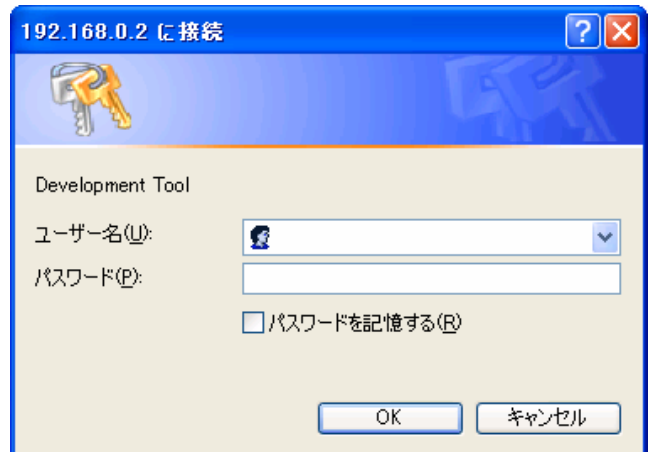 192.168.0.2 に接続
Development Tool
ユーザー名(U):
パスワード(P):
パスワードを記憶する(R)
OK キャンセル